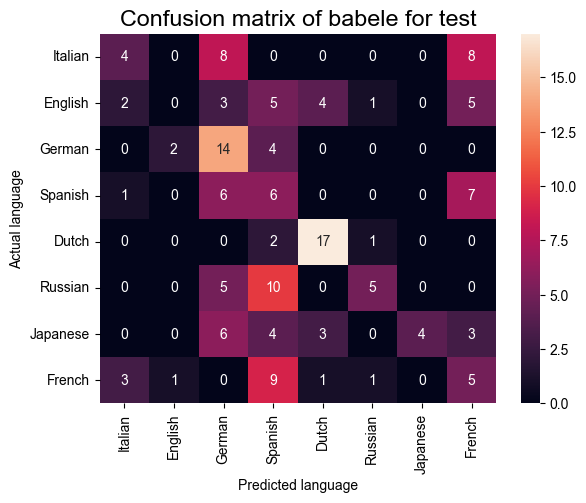 Confusion matrix of babele for test
Actual language
Italian 4 0 8 0 0 0 0 8
English 2 0 3 5 4 1 0 5
German 0 2 14 4 0 0 0 0
Spanish 1 0 6 6 0 0 0 7
Dutch 0 0 0 2 17 1 0 0
Russian 0 0 5 10 0 5 0 0
Japanese 0 0 6 4 3 0 4 3
French 3 1 0 9 1 1 0 5
Italian English German Spanish Dutch Russian Japanese French
Predicted language
15.0
12.5
10.0
7.5
5.0
2.5
0.0